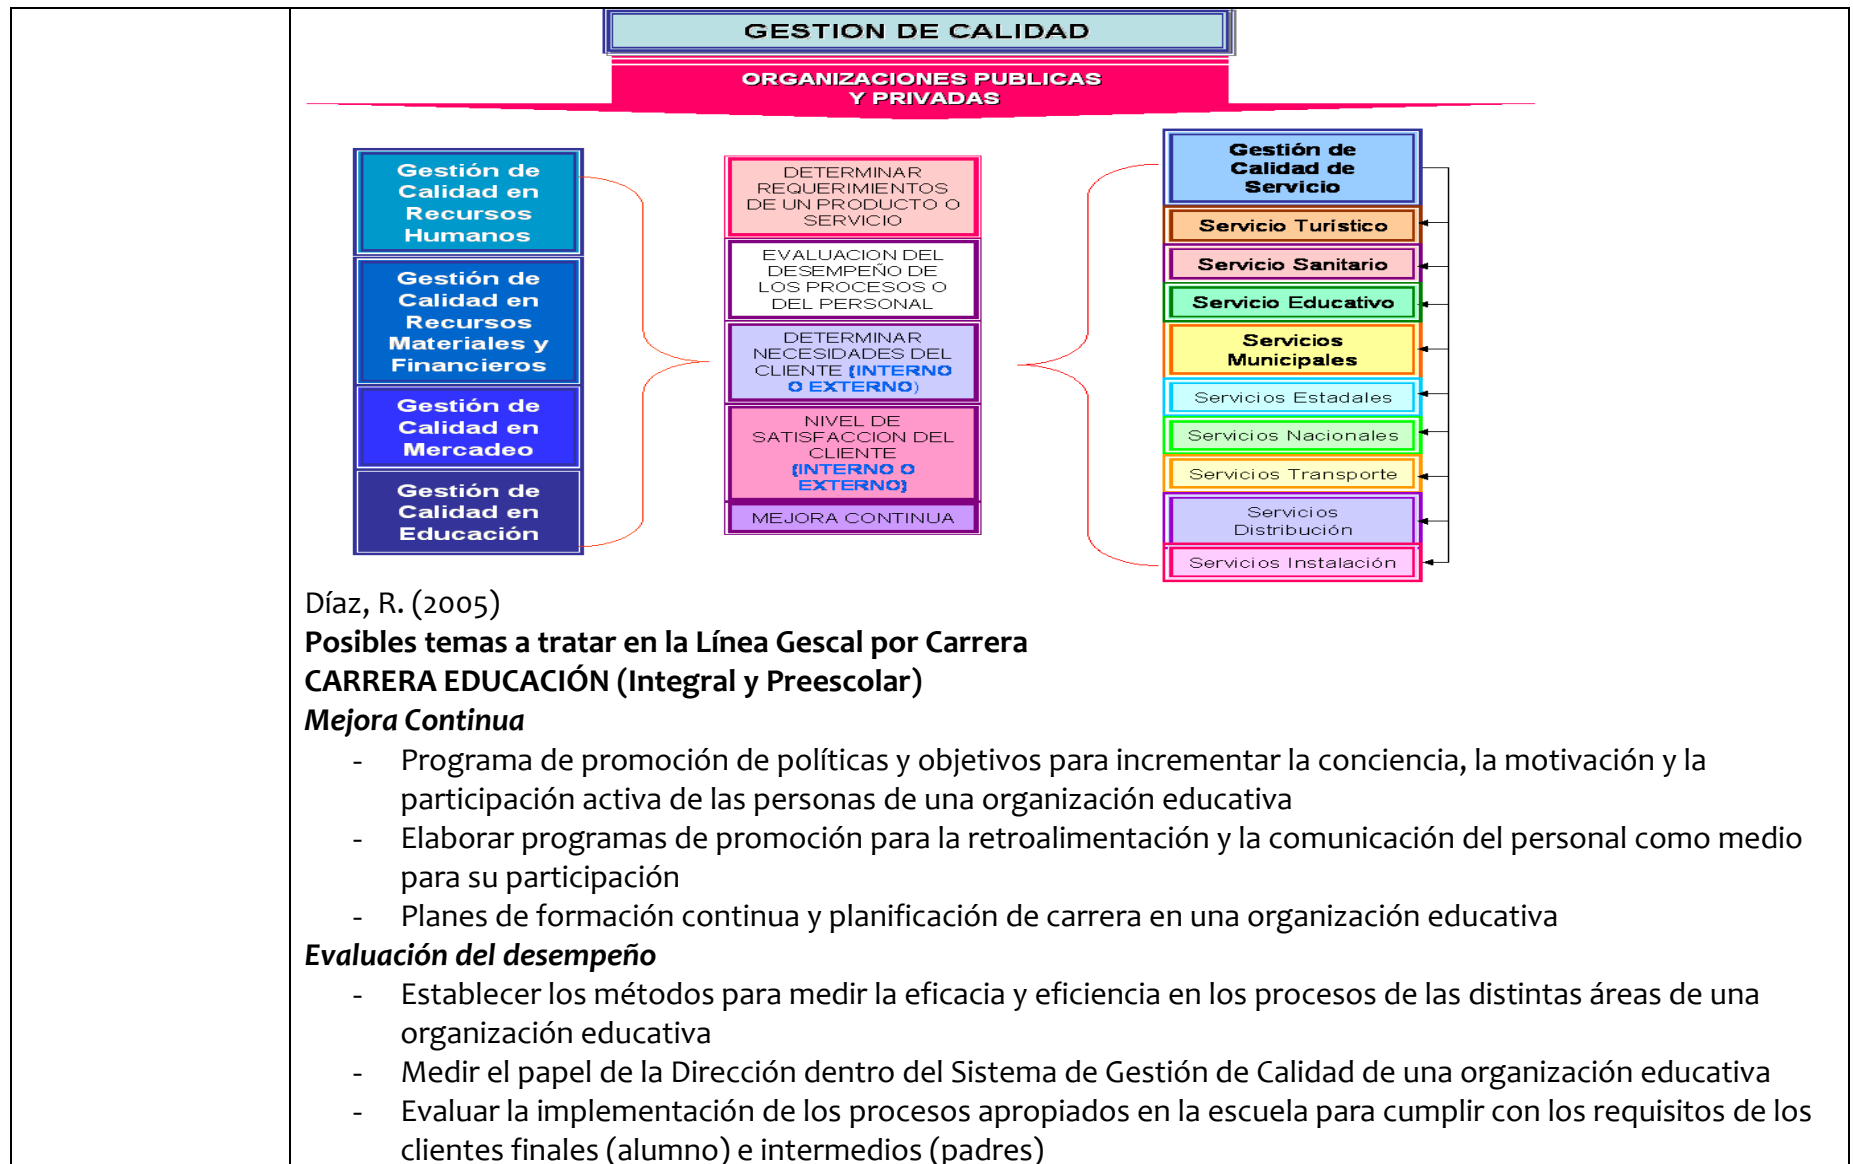 GESTION DE CALIDAD
ORGANIZACIONES PUBLICAS
Y PRIVADAS
Gestión de
Calidad en
Recursos
Humanos
Gestión de
Calidad en
Recursos
Materiales y
Financieros
Gestión de
Calidad en
Mercadeo
Gestión de
Calidad en
Educación
DETERMINAR
REQUERIMIENTOS
DE UN PRODUCTO O
SERVICIO
EVALUACION DEL
DESEMPEÑO DE
LOS PROCESOS O
DEL PERSONAL
DETERMINAR
NECESIDADES DEL
CLIENTE (INTERNO
O EXTERNO)
NIVEL DE
SATISFACCION DEL
CLIENTE
(INTERNO O
EXTERNO)
MEJORA CONTINUA
Gestión de
Calidad de
Servicio
Servicio Turístico
Servicio Sanitario
Servicio Educativo
Servicios
Municipales
Servicios Estadales
Servicios Nacionales
Servicios Transporte
Servicios
Distribución
Servicios Instalación
Díaz, R. (2005)
Posibles temas a tratar en la Línea Gescal por Carrera
CARRERA EDUCACIÓN (Integral y Preescolar)
Mejora Continua
- Programa de promoción de políticas y objetivos para incrementar la conciencia, la motivación y la
participación activa de las personas de una organización educativa
- Elaborar programas de promoción para la retroalimentación y la comunicación del personal como medio
para su participación
- Planes de formación continua y planificación de carrera en una organización educativa
Evaluación del desempeño
- Establecer los métodos para medir la eficacia y eficiencia en los procesos de las distintas áreas de una
organización educativa
- Medir el papel de la Dirección dentro del Sistema de Gestión de Calidad de una organización educativa
- Evaluar la implementación de los procesos apropiados en la escuela para cumplir con los requisitos de los
clientes finales (alumno) e intermedios (padres)